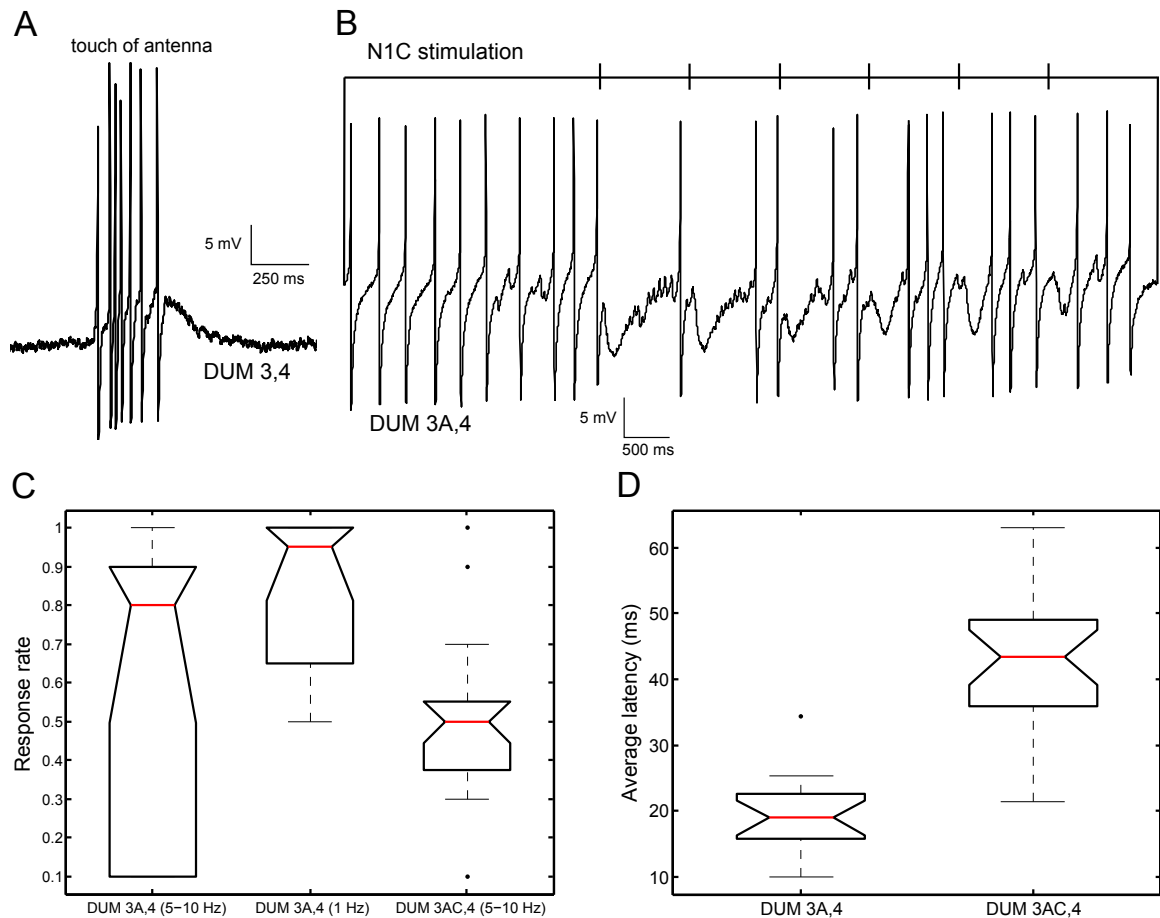 A
touch of antenna
5 mV
250 ms
DUM 3,4
B
N1C stimulation
DUM 3A,4
5 mV
500 ms
C
Response rate
1
0.9
0.8
0.7
0.6
0.5
0.4
0.3
0.2
0.1
DUM 3A,4 (5−10 Hz)
DUM 3A,4 (1 Hz)
DUM 3AC,4 (5−10 Hz)
D
Average latency (ms)
60
50
40
30
20
10
DUM 3A,4
DUM 3AC,4